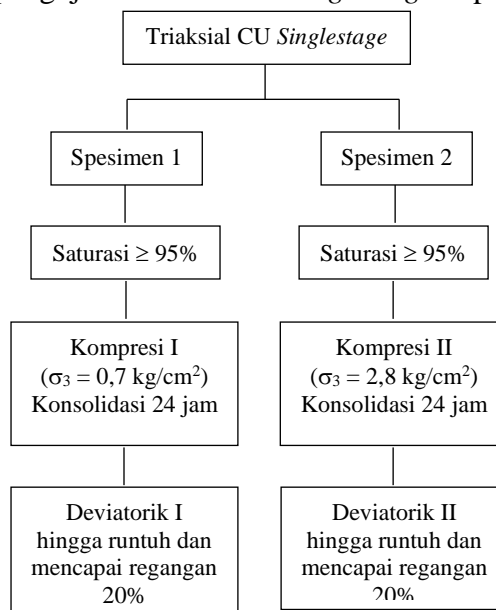 Triaksial CU Singlestage
Spesimen 1
Spesimen 2
Saturasi ≥ 95%
Saturasi ≥ 95%
Kompresi I
(σ₃ = 0,7 kg/cm²)
Konsolidasi 24 jam
Kompresi II
(σ₃ = 2,8 kg/cm²)
Konsolidasi 24 jam
Deviatorik I
hingga runtuh dan
mencapai regangan
20%
Deviatorik II
hingga runtuh dan
mencapai regangan
20%